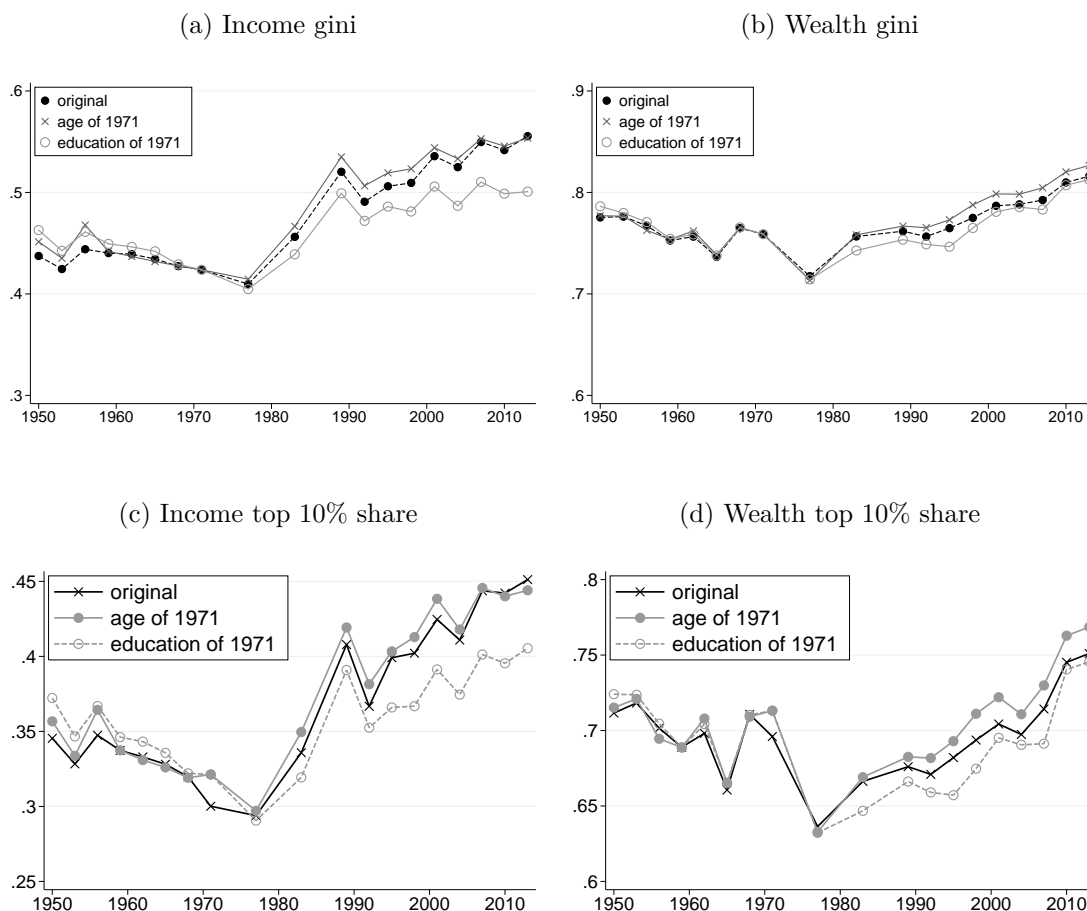 (a) Income gini
.6
.5
.4
.3
original
age of 1971
education of 1971
1950 1960 1970 1980 1990 2000 2010
(b) Wealth gini
.9
.8
.7
.6
original
age of 1971
education of 1971
1950 1960 1970 1980 1990 2000 2010
(c) Income top 10% share
.45
.4
.35
.3
.25
original
age of 1971
education of 1971
1950 1960 1970 1980 1990 2000 2010
(d) Wealth top 10% share
.8
.75
.7
.65
.6
original
age of 1971
education of 1971
1950 1960 1970 1980 1990 2000 2010